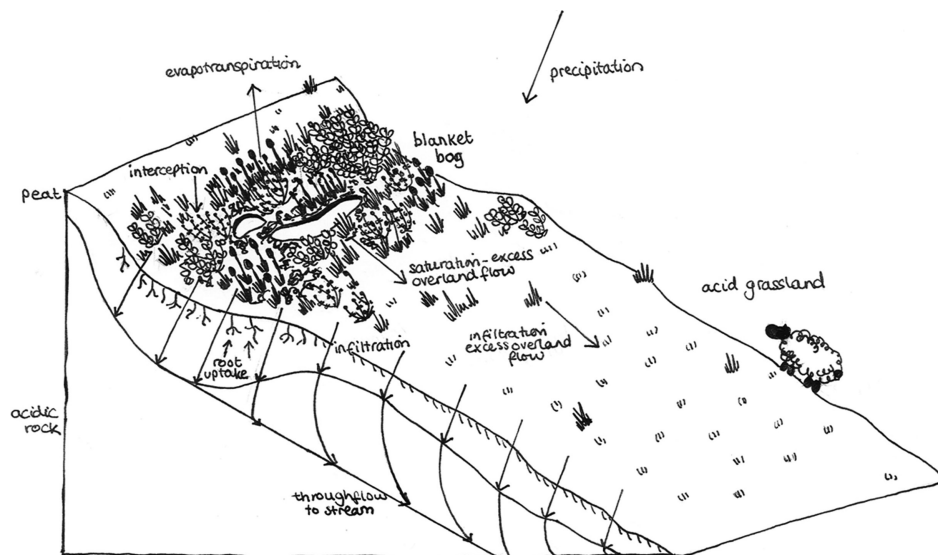 evapotranspiration
precipitation
blanket
bog
interception
peat
saturation-excess
overland flow
acid grassland
infiltration
excess overland
flow
infiltration
root
uptake
acidic
rock
throughflow
to stream